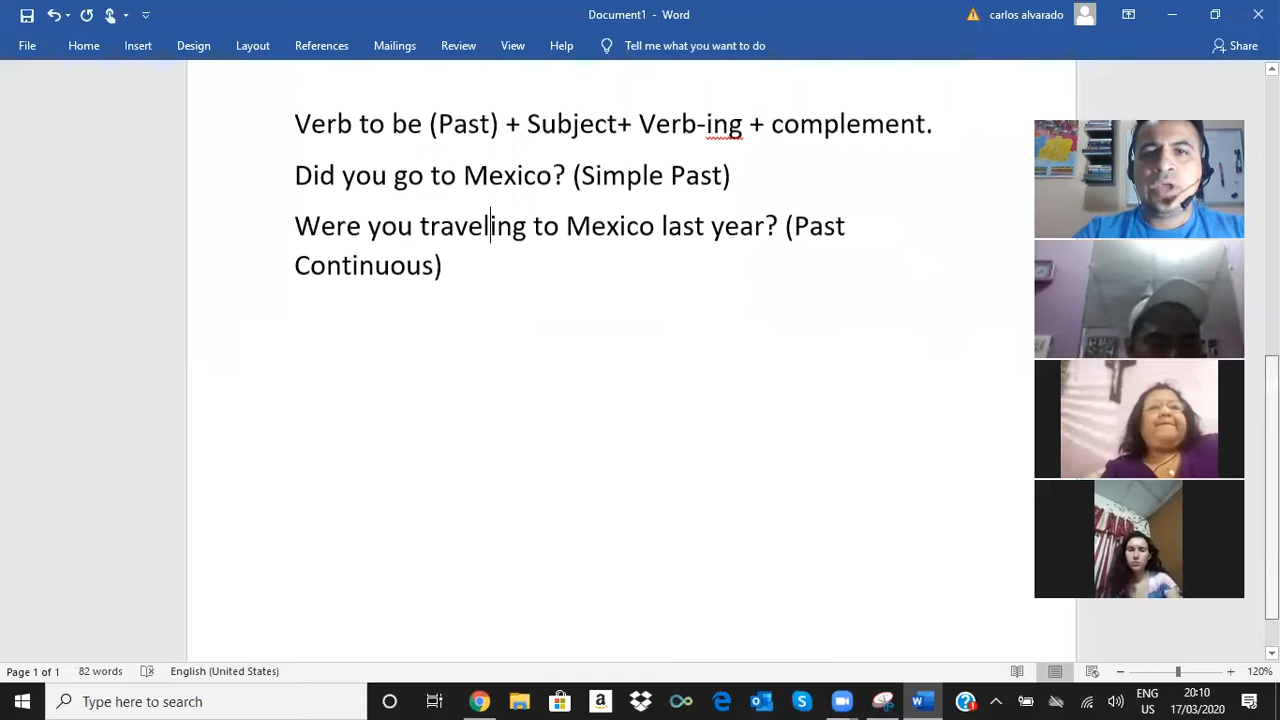 Document1 - Word
carlos alvarado
File Home Insert Design Layout References Mailings Review View Help Tell me what you want to do Share
Verb to be (Past) + Subject+ Verb-ing + complement.
Did you go to Mexico? (Simple Past)
Were you traveling to Mexico last year? (Past
Continuous)
Page 1 of 1 82 words English (United States) 120%
Type here to search
ENG
US
20:10
17/03/2020